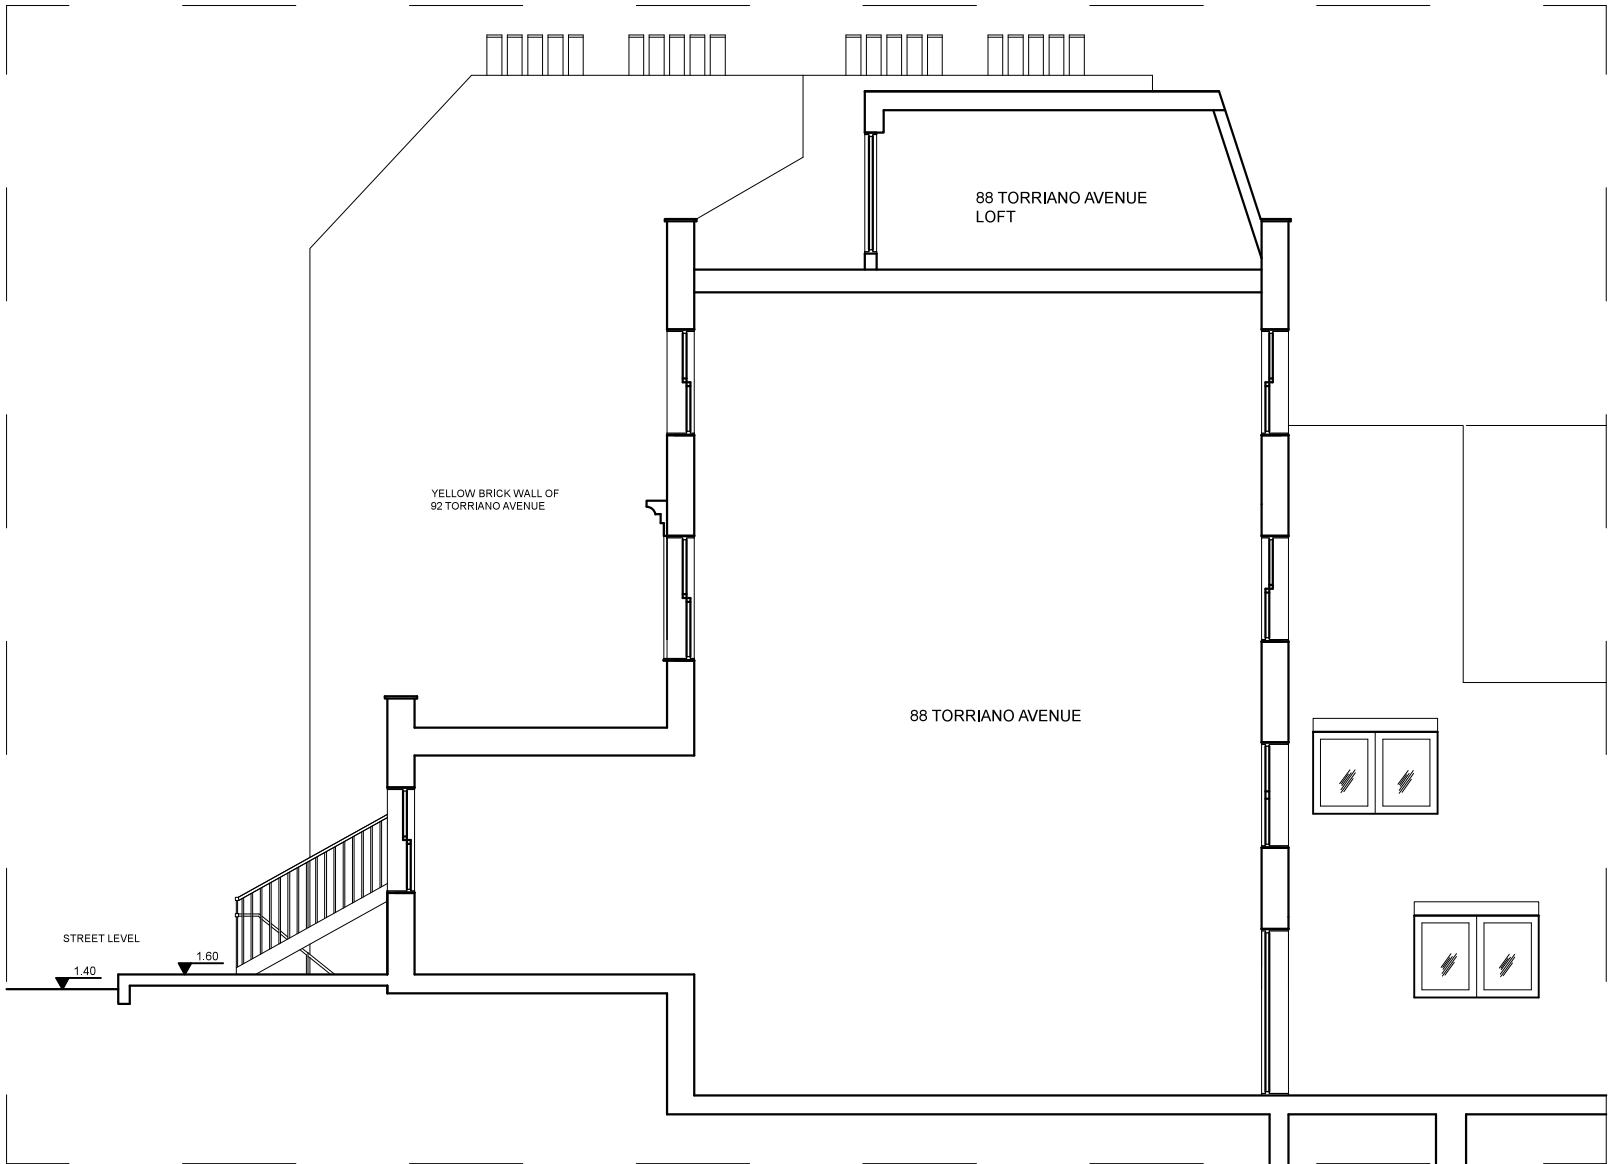 88 TORRIANO AVENUE
LOFT
YELLOW BRICK WALL OF
92 TORRIANO AVENUE
88 TORRIANO AVENUE
STREET LEVEL
1.60
1.40